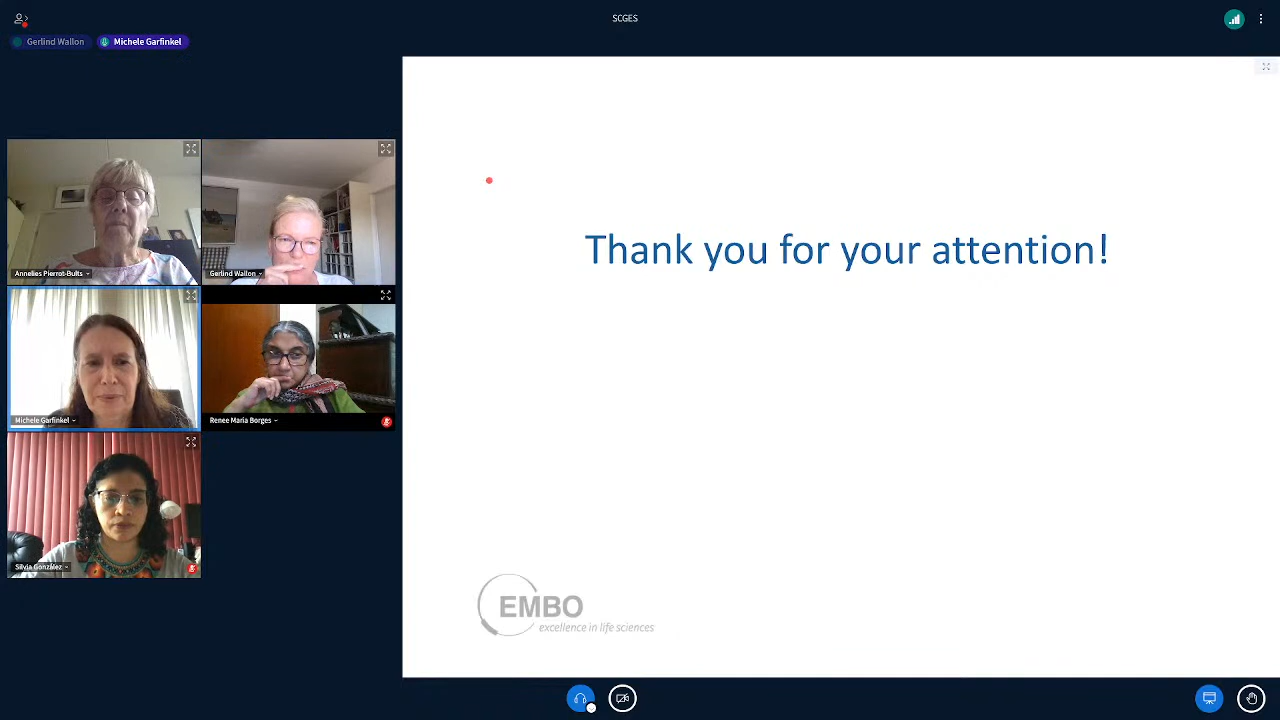 SCGES
Gerlind Wallon
Michele Garfinkel
Annelies Pierrot-Bults
Gerlind Wallon
Michele Garfinkel
Renee Maria Borges
Silvia González
Thank you for your attention!
EMBO
excellence in life sciences